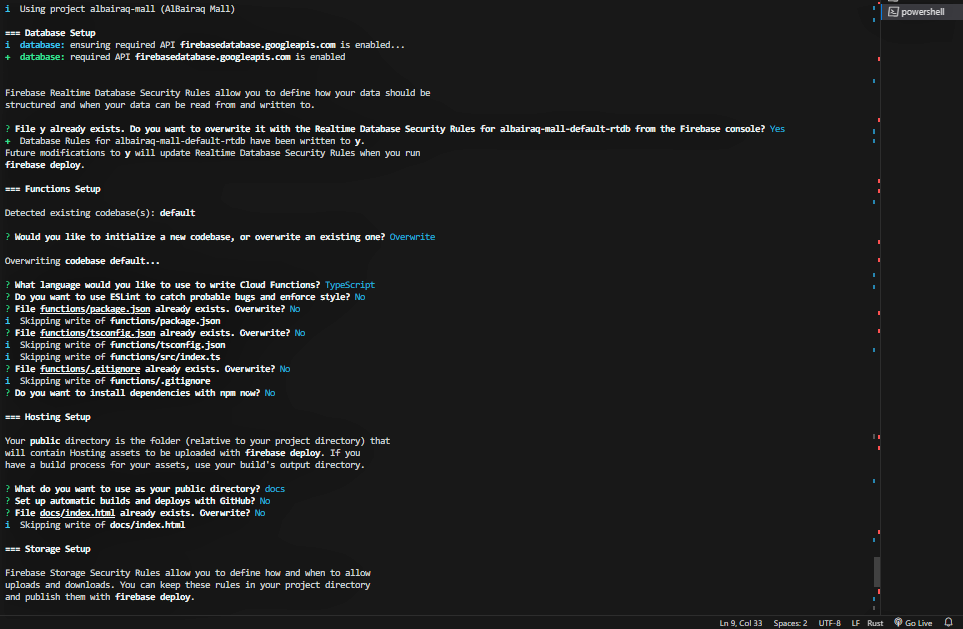 i  Using project albairaq-mall (AlBairaq Mall)
powershell
=== Database Setup
i  database: ensuring required API firebasedatabase.googleapis.com is enabled...
+  database: required API firebasedatabase.googleapis.com is enabled
Firebase Realtime Database Security Rules allow you to define how your data should be
structured and when your data can be read from and written to.
? File y already exists. Do you want to overwrite it with the Realtime Database Security Rules for albairaq-mall-default-rtdb from the Firebase console? Yes
+  Database Rules for albairaq-mall-default-rtdb have been written to y.
Future modifications to y will update Realtime Database Security Rules when you run
firebase deploy.
=== Functions Setup
Detected existing codebase(s): default
? Would you like to initialize a new codebase, or overwrite an existing one? Overwrite
Overwriting codebase default...
? What language would you like to use to write Cloud Functions? TypeScript
? Do you want to use ESLint to catch probable bugs and enforce style? No
? File functions/package.json already exists. Overwrite? No
i  Skipping write of functions/package.json
? File functions/tsconfig.json already exists. Overwrite? No
i  Skipping write of functions/tsconfig.json
i  Skipping write of functions/src/index.ts
? File functions/.gitignore already exists. Overwrite? No
i  Skipping write of functions/.gitignore
? Do you want to install dependencies with npm now? No
=== Hosting Setup
Your public directory is the folder (relative to your project directory) that
will contain Hosting assets to be uploaded with firebase deploy. If you
have a build process for your assets, use your build's output directory.
? What do you want to use as your public directory? docs
? Set up automatic builds and deploys with GitHub? No
? File docs/index.html already exists. Overwrite? No
i  Skipping write of docs/index.html
=== Storage Setup
Firebase Storage Security Rules allow you to define how and when to allow
uploads and downloads. You can keep these rules in your project directory
and publish them with firebase deploy.
Ln 9, Col 33  Spaces: 2  UTF-8  LF  Rust  Go Live